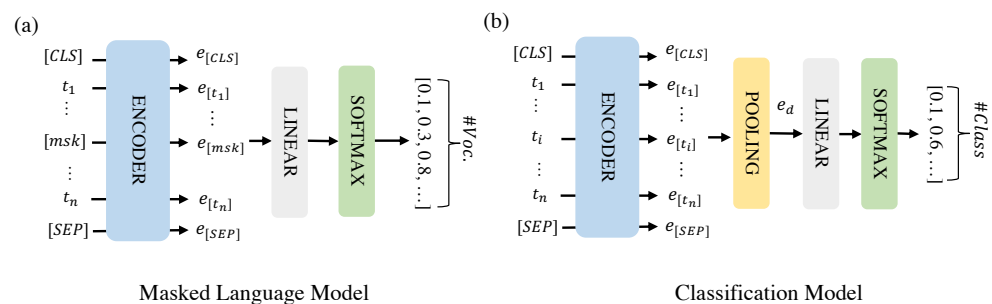 (a)
[CLS]
t1
...
[msk]
...
tn
[SEP]
ENCODER
e[CLS]
e[t1]
...
e[msk]
e[tn]
e[SEP]
LINEAR
SOFTMAX
[0.1, 0.3, 0.8, ...]
#Voc.
Masked Language Model
(b)
[CLS]
t1
...
ti
...
tn
[SEP]
ENCODER
e[CLS]
e[t1]
...
e[ti]
...
e[tn]
e[SEP]
POOLING
ed
LINEAR
SOFTMAX
[0.1, 0.6, ...]
#Class
Classification Model